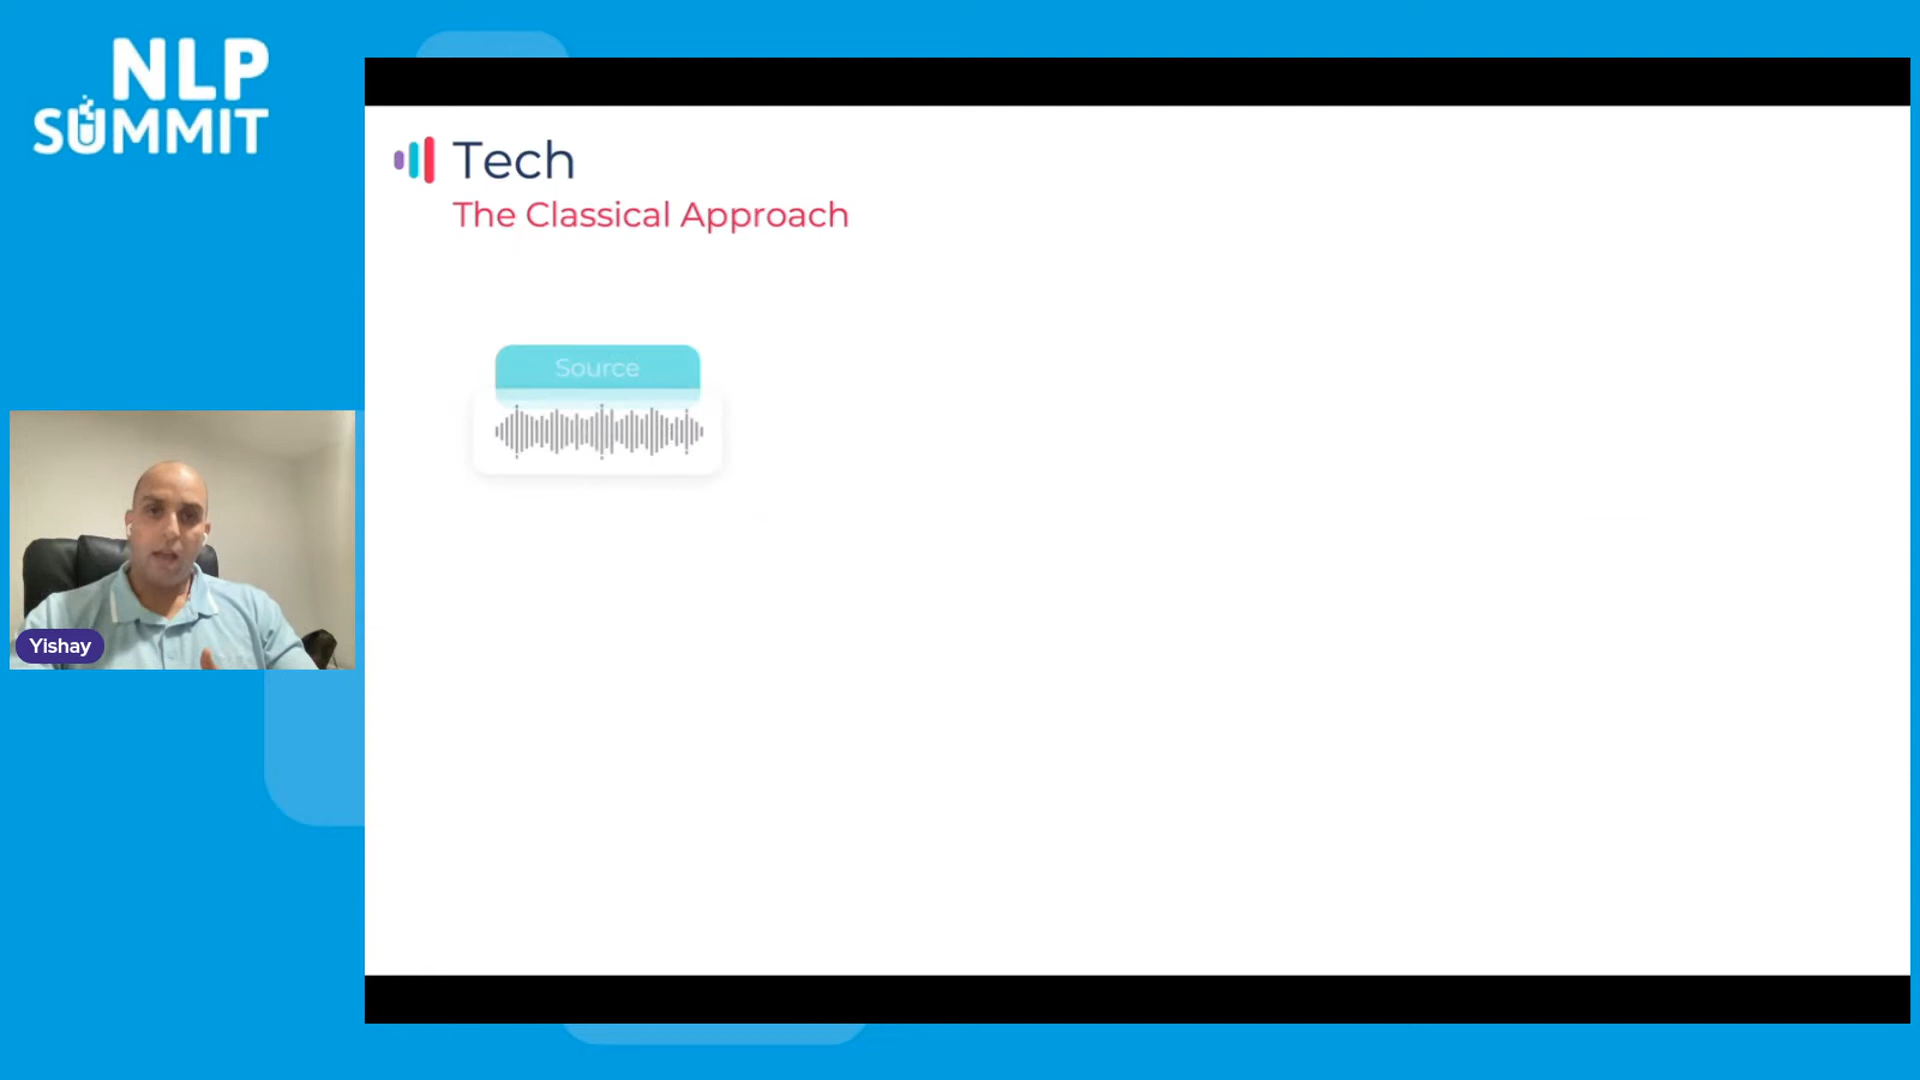 NLP
SUMMIT
Tech
The Classical Approach
Source
Yishay